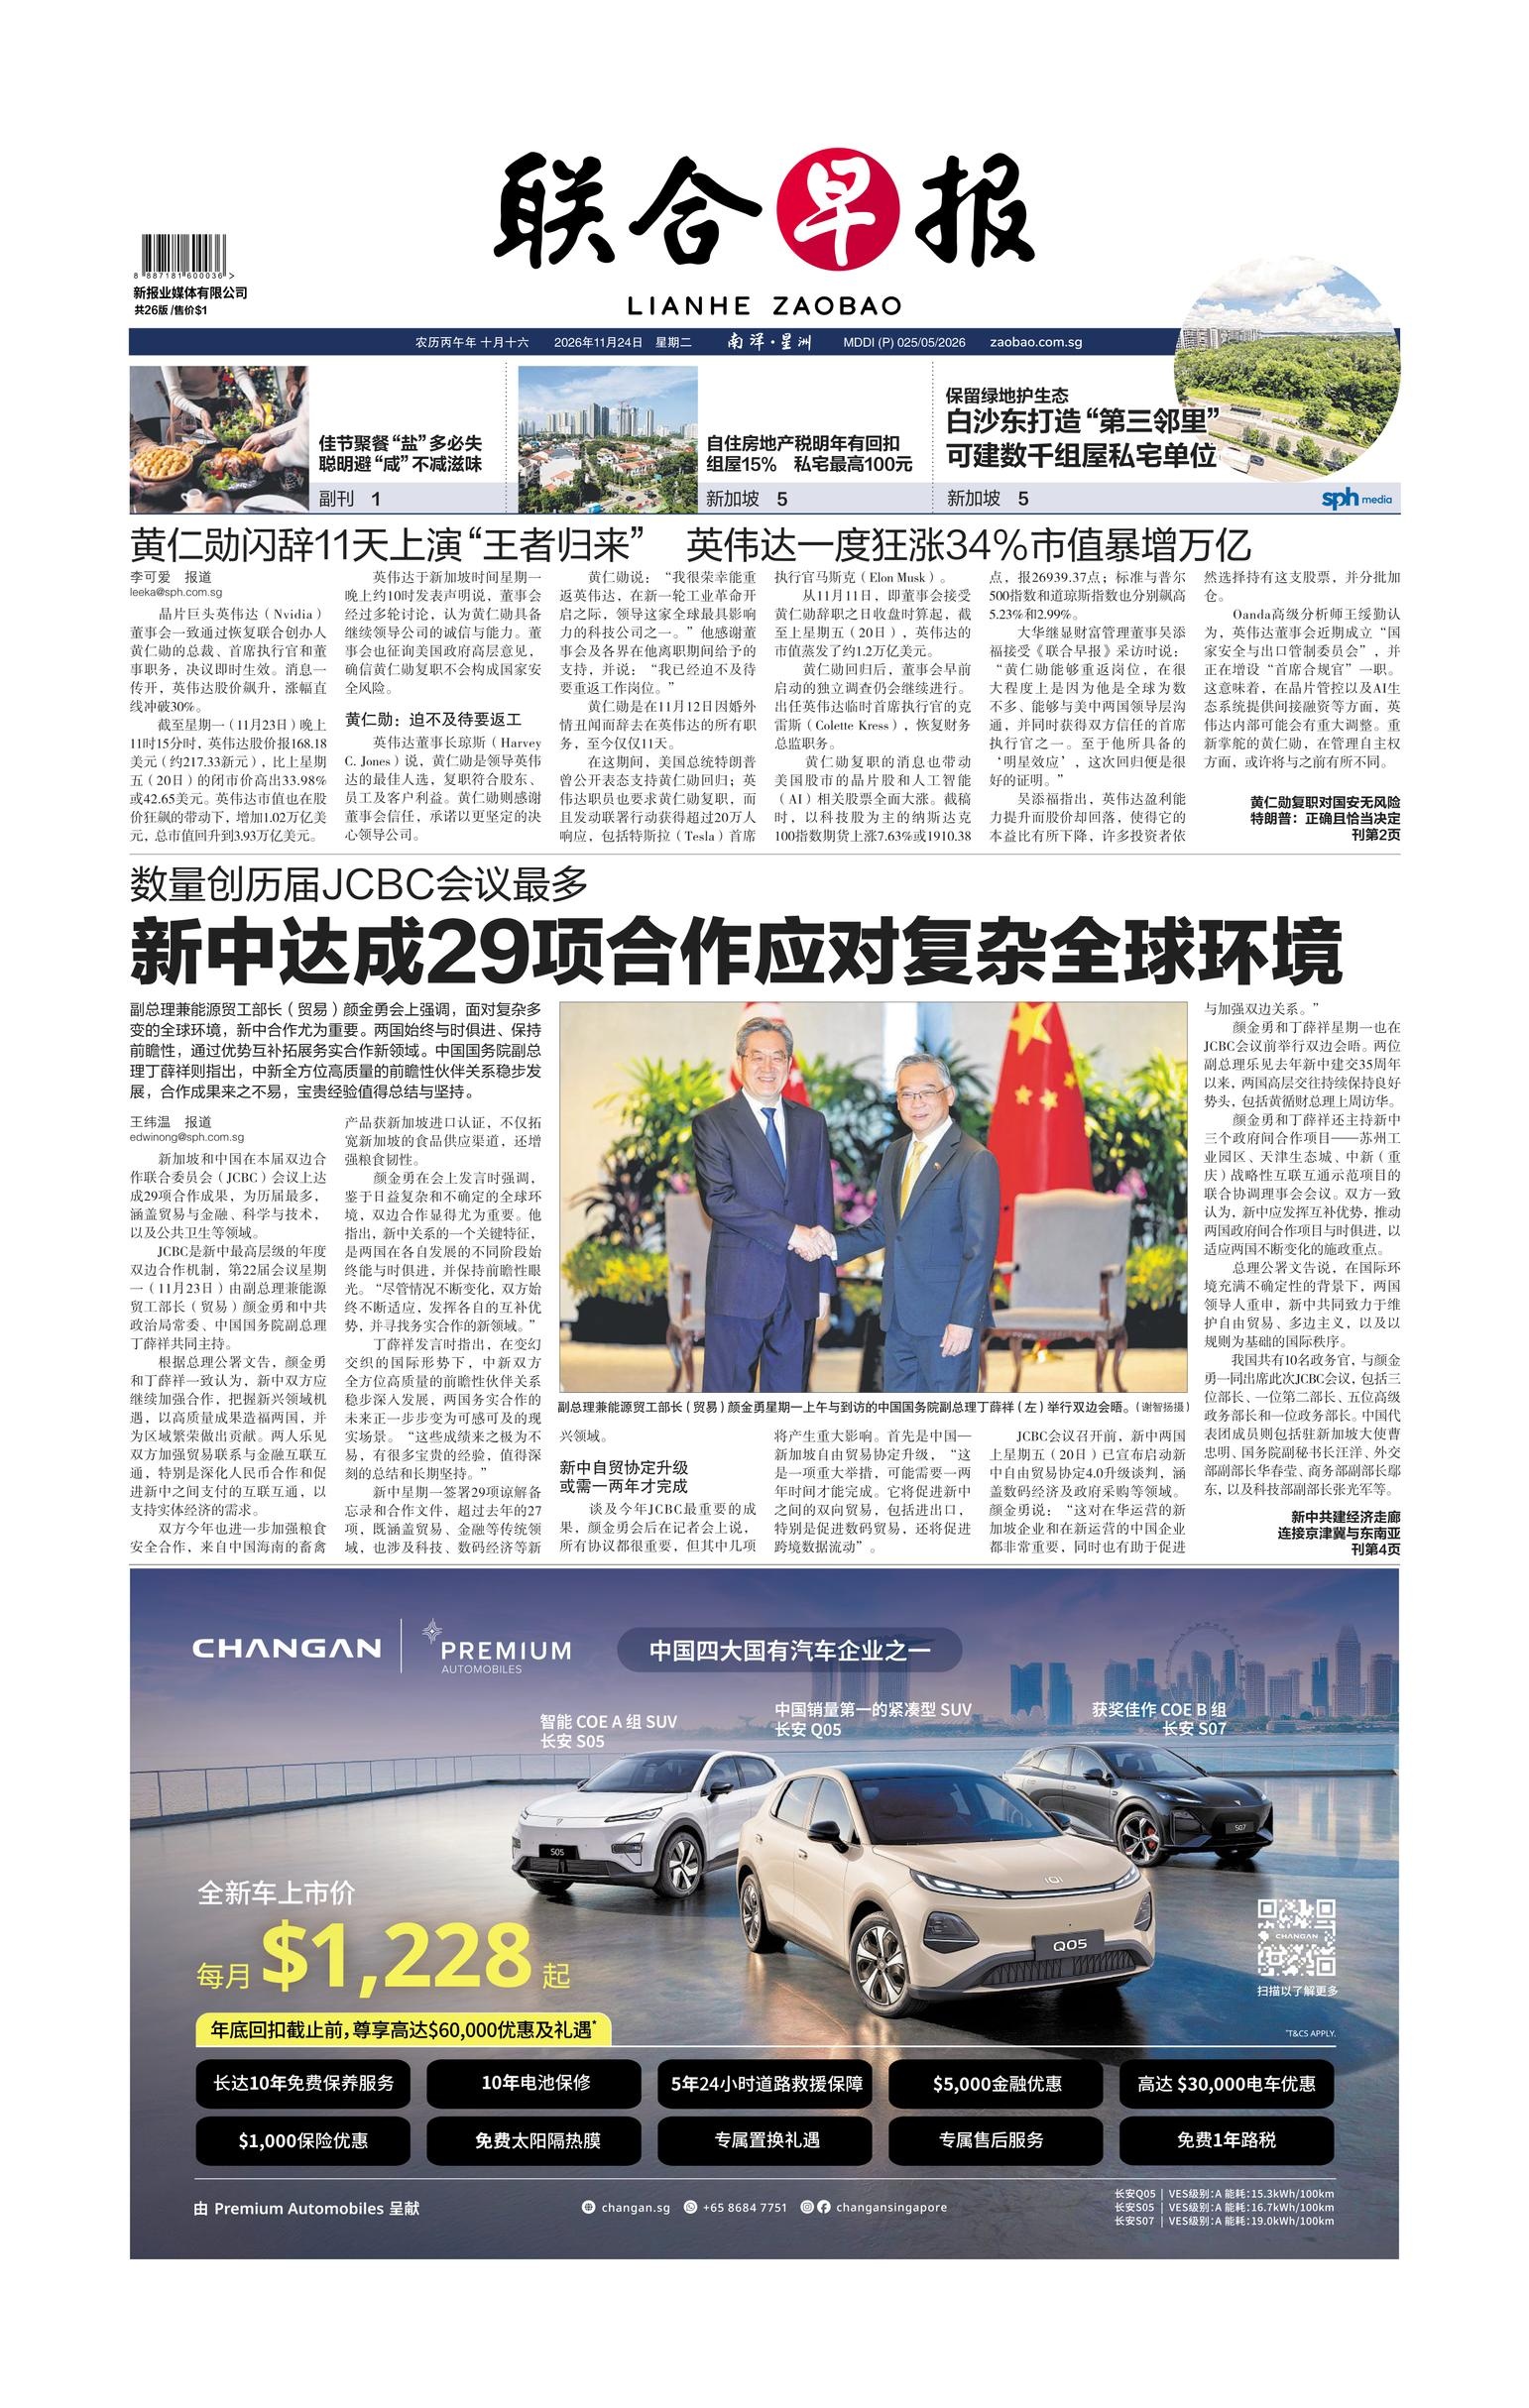 联合早报
LIANHE ZAOBAO
8 887181 600036 >
新报业媒体有限公司
共26版 /售价$1
农历丙午年 十月十六 2026年11月24日 星期二 南洋·星洲 MDDI (P) 025/05/2026 zaobao.com.sg
佳节聚餐“盐”多必失
聪明避“咸”不减滋味
副刊 1
自住房地产税明年有回扣
组屋15% 私宅最高100元
新加坡 5
保留绿地护生态
白沙东打造“第三邻里”
可建数千组屋私宅单位
新加坡 5
sph media
黄仁勋闪辞11天上演“王者归来” 英伟达一度狂涨34%市值暴增万亿
李可爱 报道
leeka@sph.com.sg
晶片巨头英伟达（Nvidia）
董事会一致通过恢复联合创办人
黄仁勋的总裁、首席执行官和董
事职务，决议即时生效。消息一
传开，英伟达股价飙升，涨幅直
线冲破30%。
截至星期一（11月23日）晚上
11时15分时，英伟达股价报168.18
美元（约217.33新元），比上星期
五（20日）的闭市价高出33.98%
或42.65美元。英伟达市值也在股
价狂飙的带动下，增加1.02万亿美
元，总市值回升到3.93万亿美元。
英伟达于新加坡时间星期一
晚上约10时发表声明说，董事会
经过多轮讨论，认为黄仁勋具备
继续领导公司的诚信与能力。董
事会也征询美国政府高层意见，
确信黄仁勋复职不会构成国家安
全风险。
黄仁勋：迫不及待要返工
英伟达董事长琼斯（Harvey
C. Jones）说，黄仁勋是领导英伟
达的最佳人选，复职符合股东、
员工及客户利益。黄仁勋则感谢
董事会信任，承诺以更坚定的决
心领导公司。
黄仁勋说：“我很荣幸能重
返英伟达，在新一轮工业革命开
启之际，领导这家全球最具影响
力的科技公司之一。”他感谢董
事会及各界在他离职期间给予的
支持，并说：“我已经迫不及待
要重返工作岗位。”
黄仁勋是在11月12日因婚外
情丑闻而辞去在英伟达的所有职
务，至今仅仅11天。
在这期间，美国总统特朗普
曾公开表态支持黄仁勋回归；英
伟达职员也要求黄仁勋复职，而
且发动联署行动获得超过20万人
响应，包括特斯拉（Tesla）首席
执行官马斯克（Elon Musk）。
从11月11日，即董事会接受
黄仁勋辞职之日收盘时算起，截
至上星期五（20日），英伟达的
市值蒸发了约1.2万亿美元。
黄仁勋回归后，董事会早前
启动的独立调查仍会继续进行。
出任英伟达临时首席执行官的克
雷斯（Colette Kress），恢复财务
总监职务。
黄仁勋复职的消息也带动
美国股市的晶片股和人工智能
（AI）相关股票全面大涨。截稿
时，以科技股为主的纳斯达克
100指数期货上涨7.63%或1910.38
点，报26939.37点；标准与普尔
500指数和道琼斯指数也分别飙高
5.23%和2.99%。
大华继显财富管理董事吴添
福接受《联合早报》采访时说：
“黄仁勋能够重返岗位，在很
大程度上是因为他是全球为数
不多、能够与美中两国领导层沟
通，并同时获得双方信任的首席
执行官之一。至于他所具备的
‘明星效应’，这次回归便是很
好的证明。”
吴添福指出，英伟达盈利能
力提升而股价却回落，使得它的
本益比有所下降，许多投资者依
然选择持有这支股票，并分批加
仓。
Oanda高级分析师王绥勤认
为，英伟达董事会近期成立“国
家安全与出口管制委员会”，并
正在增设“首席合规官”一职。
这意味着，在晶片管控以及AI生
态系统提供间接融资等方面，英
伟达内部可能会有重大调整。重
新掌舵的黄仁勋，在管理自主权
方面，或许将与之前有所不同。
黄仁勋复职对国安无风险
特朗普：正确且恰当决定
刊第2页
数量创历届JCBC会议最多
新中达成29项合作应对复杂全球环境
副总理兼能源贸工部长（贸易）颜金勇会上强调，面对复杂多
变的全球环境，新中合作尤为重要。两国始终与时俱进、保持
前瞻性，通过优势互补拓展务实合作新领域。中国国务院副总
理丁薛祥则指出，中新全方位高质量的前瞻性伙伴关系稳步发
展，合作成果来之不易，宝贵经验值得总结与坚持。
王纬温 报道
edwinong@sph.com.sg
新加坡和中国在本届双边合
作联合委员会（JCBC）会议上达
成29项合作成果，为历届最多，
涵盖贸易与金融、科学与技术，
以及公共卫生等领域。
JCBC是新中最高层级的年度
双边合作机制，第22届会议星期
一（11月23日）由副总理兼能源
贸工部长（贸易）颜金勇和中共
政治局常委、中国国务院副总理
丁薛祥共同主持。
根据总理公署文告，颜金勇
和丁薛祥一致认为，新中双方应
继续加强合作，把握新兴领域机
遇，以高质量成果造福两国，并
为区域繁荣做出贡献。两人乐见
双方加强贸易联系与金融互联互
通，特别是深化人民币合作和促
进新中之间支付的互联互通，以
支持实体经济的需求。
双方今年也进一步加强粮食
安全合作，来自中国海南的畜禽
产品获新加坡进口认证，不仅拓
宽新加坡的食品供应渠道，还增
强粮食韧性。
颜金勇在会上发言时强调，
鉴于日益复杂和不确定的全球环
境，双边合作显得尤为重要。他
指出，新中关系的一个关键特征，
是两国在各自发展的不同阶段始
终能与时俱进，并保持前瞻性眼
光。“尽管情况不断变化，双方始
终不断适应，发挥各自的互补优
势，并寻找务实合作的新领域。”
丁薛祥发言时指出，在变幻
交织的国际形势下，中新双方
全方位高质量的前瞻性伙伴关系
稳步深入发展，两国务实合作的
未来正一步步变为可感可及的现
实场景。“这些成绩来之极为不
易，有很多宝贵的经验，值得深
刻的总结和长期坚持。”
新中星期一签署29项谅解备
忘录和合作文件，超过去年的27
项，既涵盖贸易、金融等传统领
域，也涉及科技、数码经济等新
副总理兼能源贸工部长（贸易）颜金勇星期一上午与到访的中国国务院副总理丁薛祥（左）举行双边会晤。（谢智扬摄）
兴领域。
新中自贸协定升级
或需一两年才完成
谈及今年JCBC最重要的成
果，颜金勇会后在记者会上说，
所有协议都很重要，但其中几项
将产生重大影响。首先是中国—
新加坡自由贸易协定升级，“这
是一项重大举措，可能需要一两
年时间才能完成。它将促进新中
之间的双向贸易，包括进出口，
特别是促进数码贸易，还将促进
跨境数据流动”。
JCBC会议召开前，新中两国
上星期五（20日）已宣布启动新
中自由贸易协定4.0升级谈判，涵
盖数码经济及政府采购等领域。
颜金勇说：“这对在华运营的新
加坡企业和在新运营的中国企业
都非常重要，同时也有助于促进
与加强双边关系。”
颜金勇和丁薛祥星期一也在
JCBC会议前举行双边会晤。两位
副总理乐见去年新中建交35周年
以来，两国高层交往持续保持良好
势头，包括黄循财总理上周访华。
颜金勇和丁薛祥还主持新中
三个政府间合作项目——苏州工
业园区、天津生态城、中新（重
庆）战略性互联互通示范项目的
联合协调理事会会议。双方一致
认为，新中应发挥互补优势，推动
两国政府间合作项目与时俱进，以
适应两国不断变化的施政重点。
总理公署文告说，在国际环
境充满不确定性的背景下，两国
领导人重申，新中共同致力于维
护自由贸易、多边主义，以及以
规则为基础的国际秩序。
我国共有10名政务官，与颜金
勇一同出席此次JCBC会议，包括三
位部长、一位第二部长、五位高级
政务部长和一位政务部长。中国代
表团成员则包括驻新加坡大使曹
忠明、国务院副秘书长汪洋、外交
部副部长华春莹、商务部副部长鄢
东，以及科技部副部长张光军等。
新中共建经济走廊
连接京津冀与东南亚
刊第4页
CHANGAN PREMIUM
AUTOMOBILES
中国四大国有汽车企业之一
智能 COE A 组 SUV
长安 S05
中国销量第一的紧凑型 SUV
长安 Q05
获奖佳作 COE B 组
长安 S07
S05
Q05
S07
全新车上市价
每月 $1,228 起
CHANGAN
扫描以了解更多
年底回扣截止前，尊享高达$60,000优惠及礼遇*
*T&CS APPLY.
长达10年免费保养服务
10年电池保修
5年24小时道路救援保障
$5,000金融优惠
高达 $30,000电车优惠
$1,000保险优惠
免费太阳隔热膜
专属置换礼遇
专属售后服务
免费1年路税
由 Premium Automobiles 呈献
changan.sg +65 8684 7751 changansingapore
长安Q05 | VES级别：A 能耗：15.3kWh/100km
长安S05 | VES级别：A 能耗：16.7kWh/100km
长安S07 | VES级别：A 能耗：19.0kWh/100km